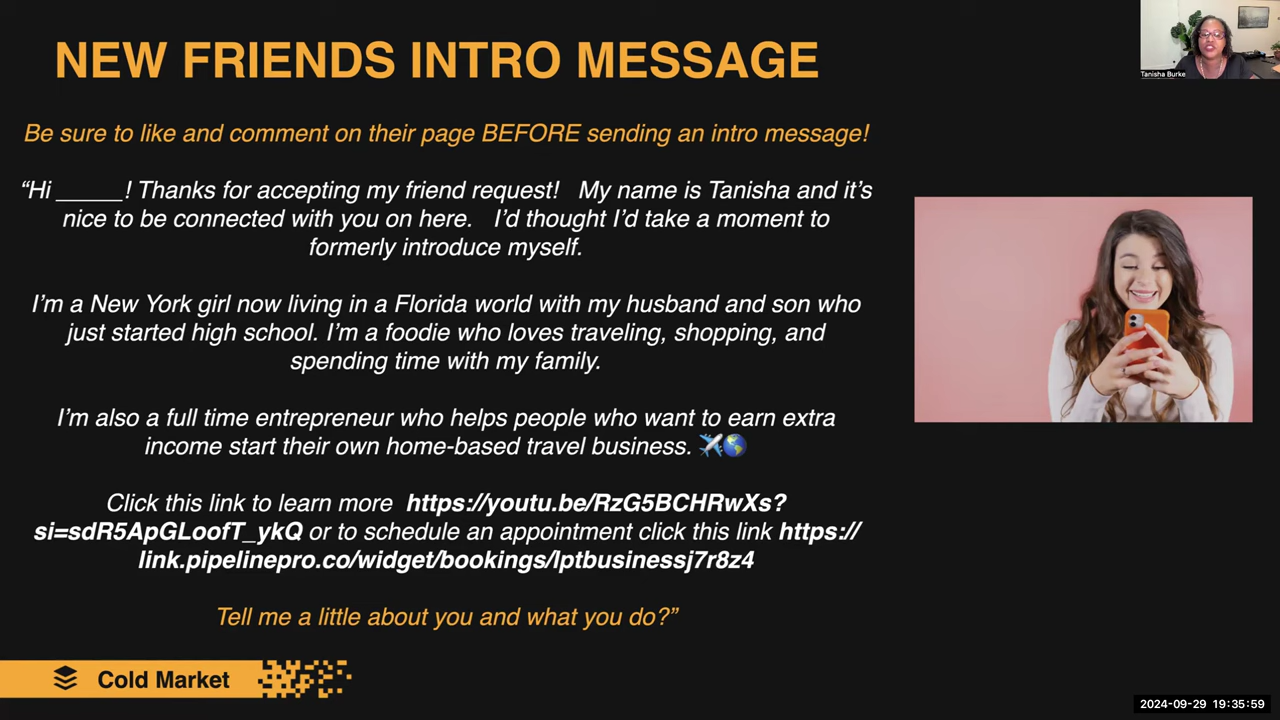 NEW FRIENDS INTRO MESSAGE
Tanisha Burke
Be sure to like and comment on their page BEFORE sending an intro message!
“Hi _____! Thanks for accepting my friend request! My name is Tanisha and it’s
nice to be connected with you on here. I’d thought I’d take a moment to
formerly introduce myself.
I’m a New York girl now living in a Florida world with my husband and son who
just started high school. I’m a foodie who loves traveling, shopping, and
spending time with my family.
I’m also a full time entrepreneur who helps people who want to earn extra
income start their own home-based travel business. ✈️🌎
Click this link to learn more https://youtu.be/RzG5BCHRwXs?
si=sdR5ApGLoofT_ykQ or to schedule an appointment click this link https://
link.pipelinepro.co/widget/bookings/lptbusinessj7r8z4
Tell me a little about you and what you do?”
Cold Market
2024-09-29 19:35:59